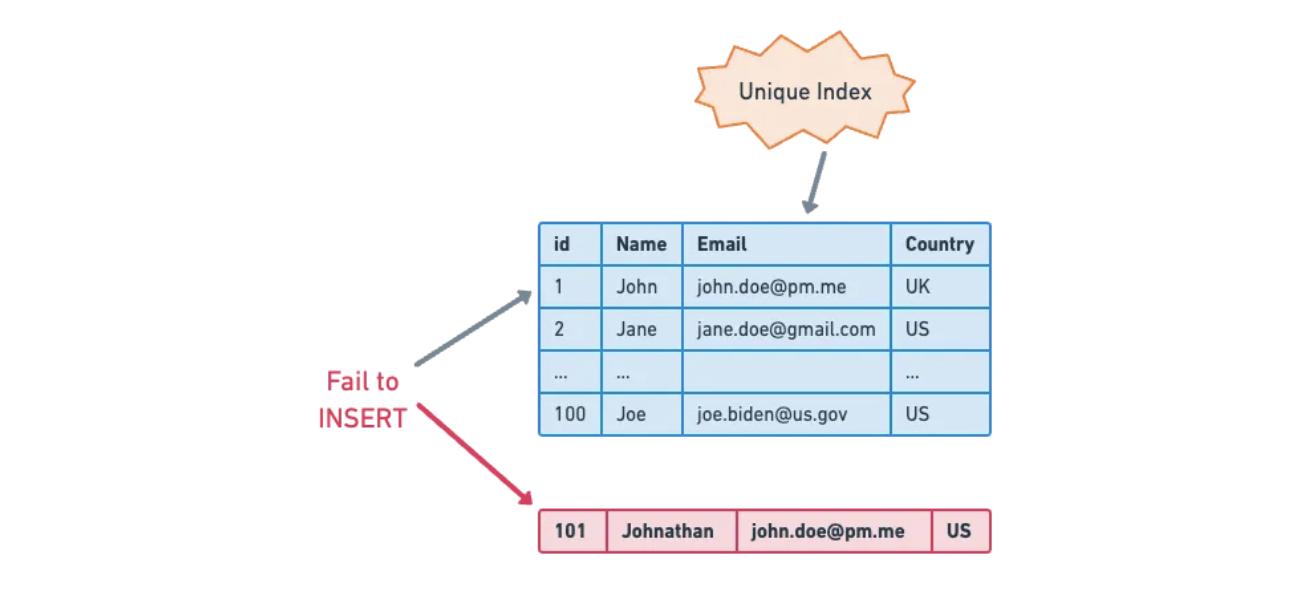 Unique Index
id Name Email Country
1 John john.doe@pm.me UK
2 Jane jane.doe@gmail.com US
... ... ...
100 Joe joe.biden@us.gov US
Fail to
INSERT
101 Johnathan john.doe@pm.me US